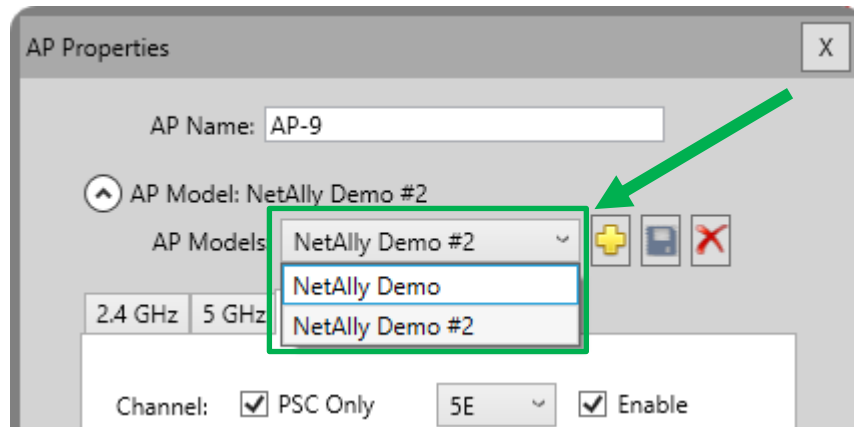 AP Properties
X
AP Name: AP-9
AP Model: NetAlly Demo #2
AP Models NetAlly Demo #2
NetAlly Demo
2.4 GHz 5 GHz
NetAlly Demo #2
Channel: PSC Only 5E Enable